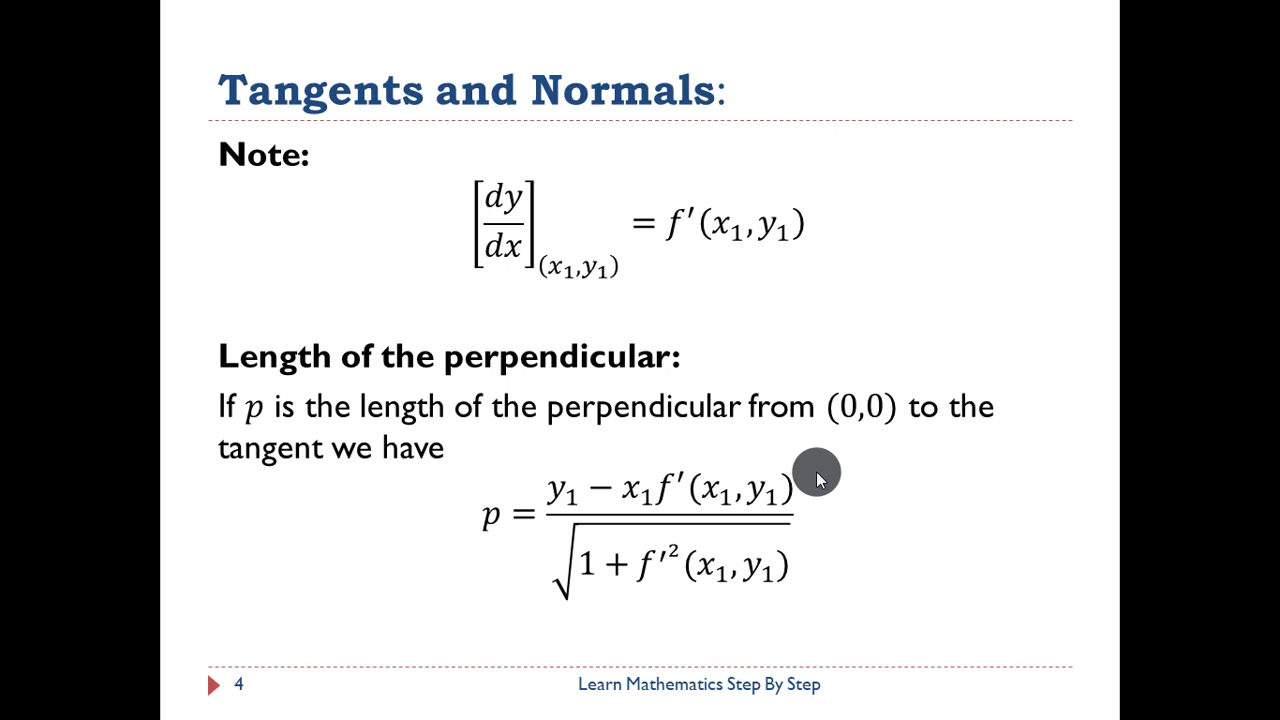 Tangents and Normals:
Note:
[dy/dx](x₁,y₁) = f′(x₁, y₁)
Length of the perpendicular:
If p is the length of the perpendicular from (0,0) to the
tangent we have
p = (y₁ − x₁f′(x₁, y₁)) / √(1 + f′²(x₁, y₁))
4
Learn Mathematics Step By Step